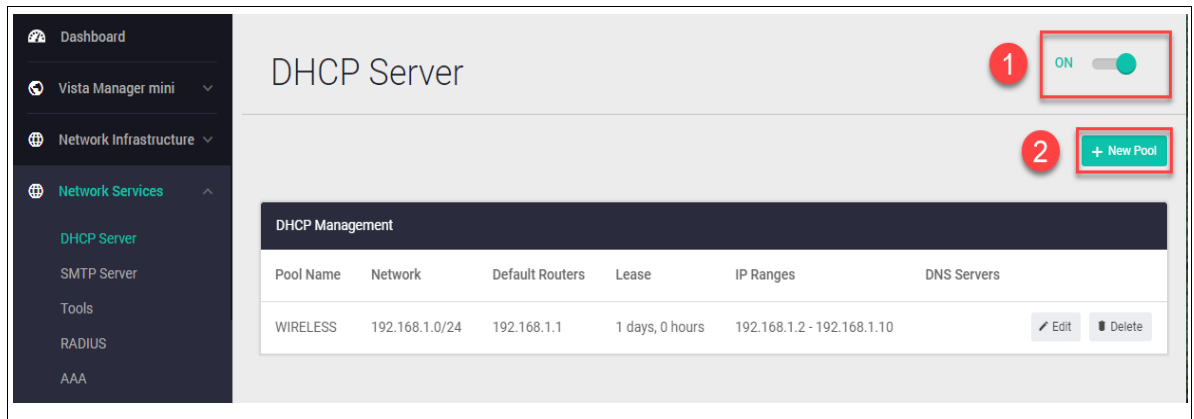 Dashboard
Vista Manager mini
Network Infrastructure
Network Services
DHCP Server
SMTP Server
Tools
RADIUS
AAA
DHCP Server
1
ON
2
+ New Pool
DHCP Management
Pool Name Network Default Routers Lease IP Ranges DNS Servers
WIRELESS 192.168.1.0/24 192.168.1.1 1 days, 0 hours 192.168.1.2 - 192.168.1.10 Edit Delete